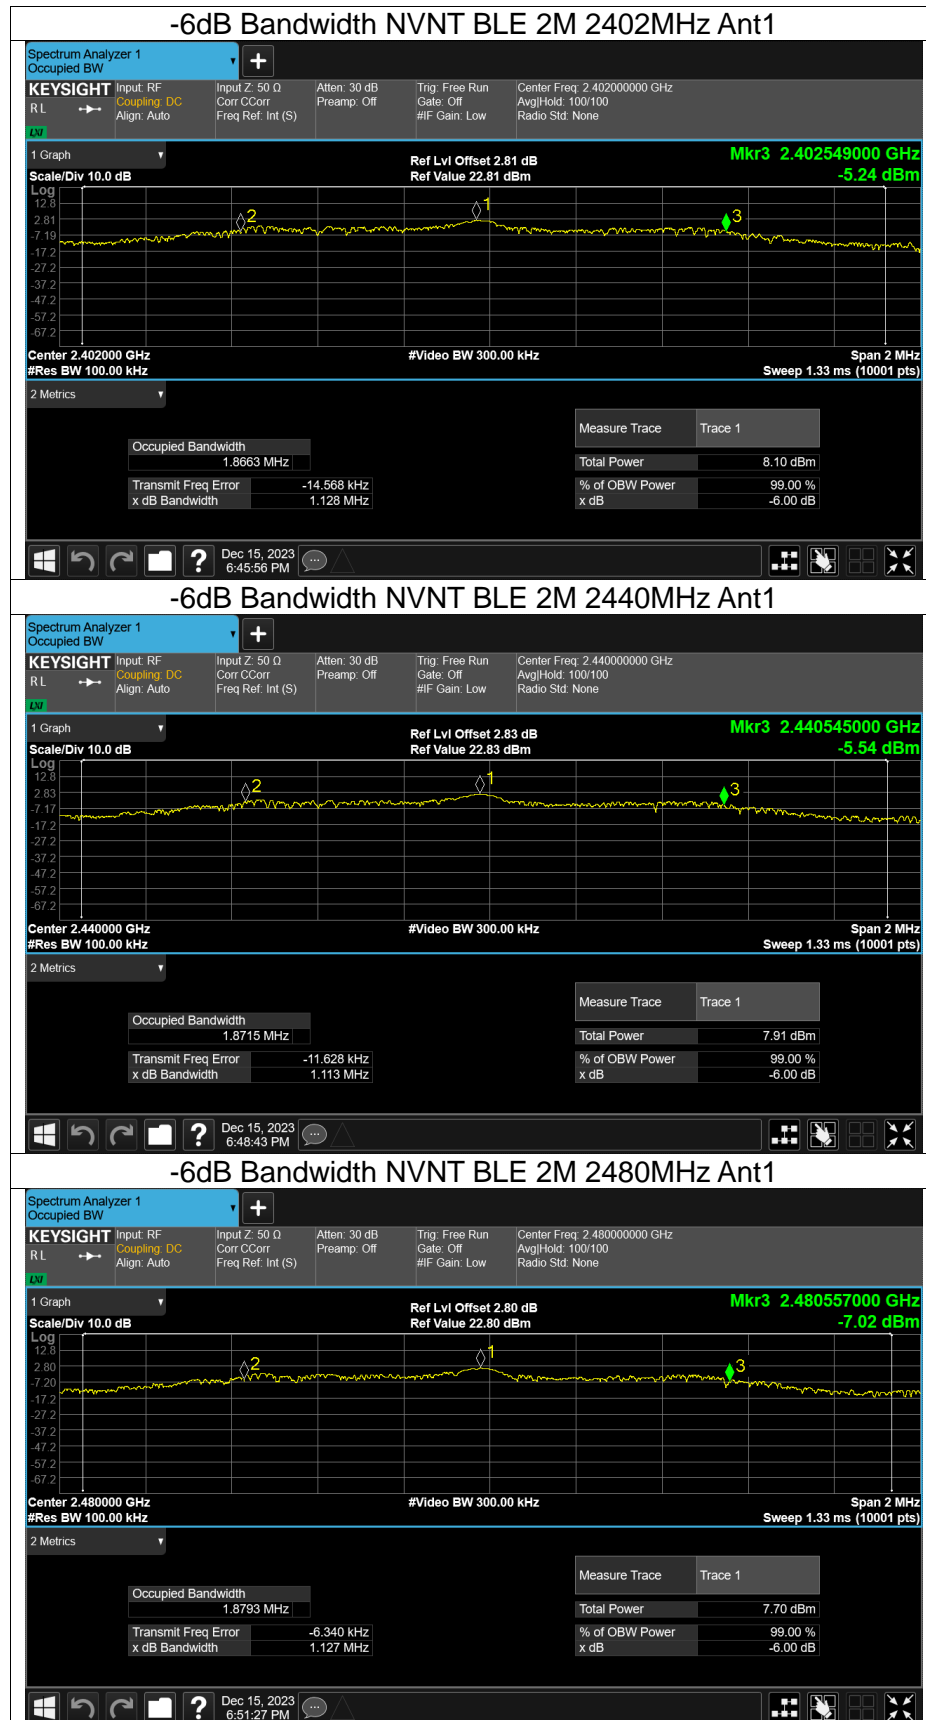 -6dB Bandwidth NVNT BLE 2M 2402MHz Ant1
Spectrum Analyzer 1
Occupied BW
KEYSIGHT Input: RF Input Z: 50 Ω Atten: 30 dB Trig: Free Run Center Freq: 2.402000000 GHz
RL Coupling: DC Corr CCorr Preamp: Off Gate: Off Avg|Hold: 100/100
Align: Auto Freq Ref: Int (S) #IF Gain: Low Radio Std: None
LXI
1 Graph Ref Lvl Offset 2.81 dB Mkr3 2.402549000 GHz
Scale/Div 10.0 dB Ref Value 22.81 dBm -5.24 dBm
Log
12.8
2.81
-7.19
-17.2
-27.2
-37.2
-47.2
-57.2
-67.2
2 1 3
Center 2.402000 GHz #Video BW 300.00 kHz Span 2 MHz
#Res BW 100.00 kHz Sweep 1.33 ms (10001 pts)
2 Metrics
Measure Trace Trace 1
Occupied Bandwidth
1.8663 MHz Total Power 8.10 dBm
Transmit Freq Error -14.568 kHz % of OBW Power 99.00 %
x dB Bandwidth 1.128 MHz x dB -6.00 dB
? Dec 15, 2023
6:45:56 PM
-6dB Bandwidth NVNT BLE 2M 2440MHz Ant1
Spectrum Analyzer 1
Occupied BW
KEYSIGHT Input: RF Input Z: 50 Ω Atten: 30 dB Trig: Free Run Center Freq: 2.440000000 GHz
RL Coupling: DC Corr CCorr Preamp: Off Gate: Off Avg|Hold: 100/100
Align: Auto Freq Ref: Int (S) #IF Gain: Low Radio Std: None
LXI
1 Graph Ref Lvl Offset 2.83 dB Mkr3 2.440545000 GHz
Scale/Div 10.0 dB Ref Value 22.83 dBm -5.54 dBm
Log
12.8
2.83
-7.17
-17.2
-27.2
-37.2
-47.2
-57.2
-67.2
2 1 3
Center 2.440000 GHz #Video BW 300.00 kHz Span 2 MHz
#Res BW 100.00 kHz Sweep 1.33 ms (10001 pts)
2 Metrics
Measure Trace Trace 1
Occupied Bandwidth
1.8715 MHz Total Power 7.91 dBm
Transmit Freq Error -11.628 kHz % of OBW Power 99.00 %
x dB Bandwidth 1.113 MHz x dB -6.00 dB
? Dec 15, 2023
6:48:43 PM
-6dB Bandwidth NVNT BLE 2M 2480MHz Ant1
Spectrum Analyzer 1
Occupied BW
KEYSIGHT Input: RF Input Z: 50 Ω Atten: 30 dB Trig: Free Run Center Freq: 2.480000000 GHz
RL Coupling: DC Corr CCorr Preamp: Off Gate: Off Avg|Hold: 100/100
Align: Auto Freq Ref: Int (S) #IF Gain: Low Radio Std: None
LXI
1 Graph Ref Lvl Offset 2.80 dB Mkr3 2.480557000 GHz
Scale/Div 10.0 dB Ref Value 22.80 dBm -7.02 dBm
Log
12.8
2.80
-7.20
-17.2
-27.2
-37.2
-47.2
-57.2
-67.2
2 1 3
Center 2.480000 GHz #Video BW 300.00 kHz Span 2 MHz
#Res BW 100.00 kHz Sweep 1.33 ms (10001 pts)
2 Metrics
Measure Trace Trace 1
Occupied Bandwidth
1.8793 MHz Total Power 7.70 dBm
Transmit Freq Error -6.340 kHz % of OBW Power 99.00 %
x dB Bandwidth 1.127 MHz x dB -6.00 dB
? Dec 15, 2023
6:51:27 PM